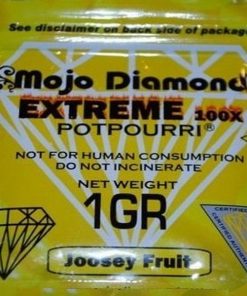 See disclaimer on back side of package
Mojo Diamond
EXTREME 100X
POTPOURRI®
NOT FOR HUMAN CONSUMPTION
DO NOT INCINERATE
NET WEIGHT
1GR
CERTIFIED
Joosey Fruit